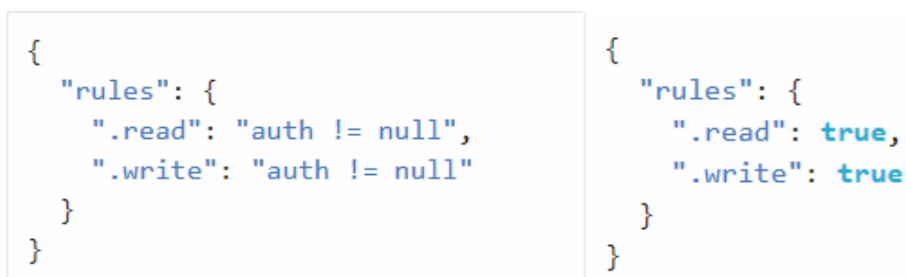 {
  "rules": {
    ".read": "auth != null",
    ".write": "auth != null"
  }
}
{
  "rules": {
    ".read": true,
    ".write": true
  }
}